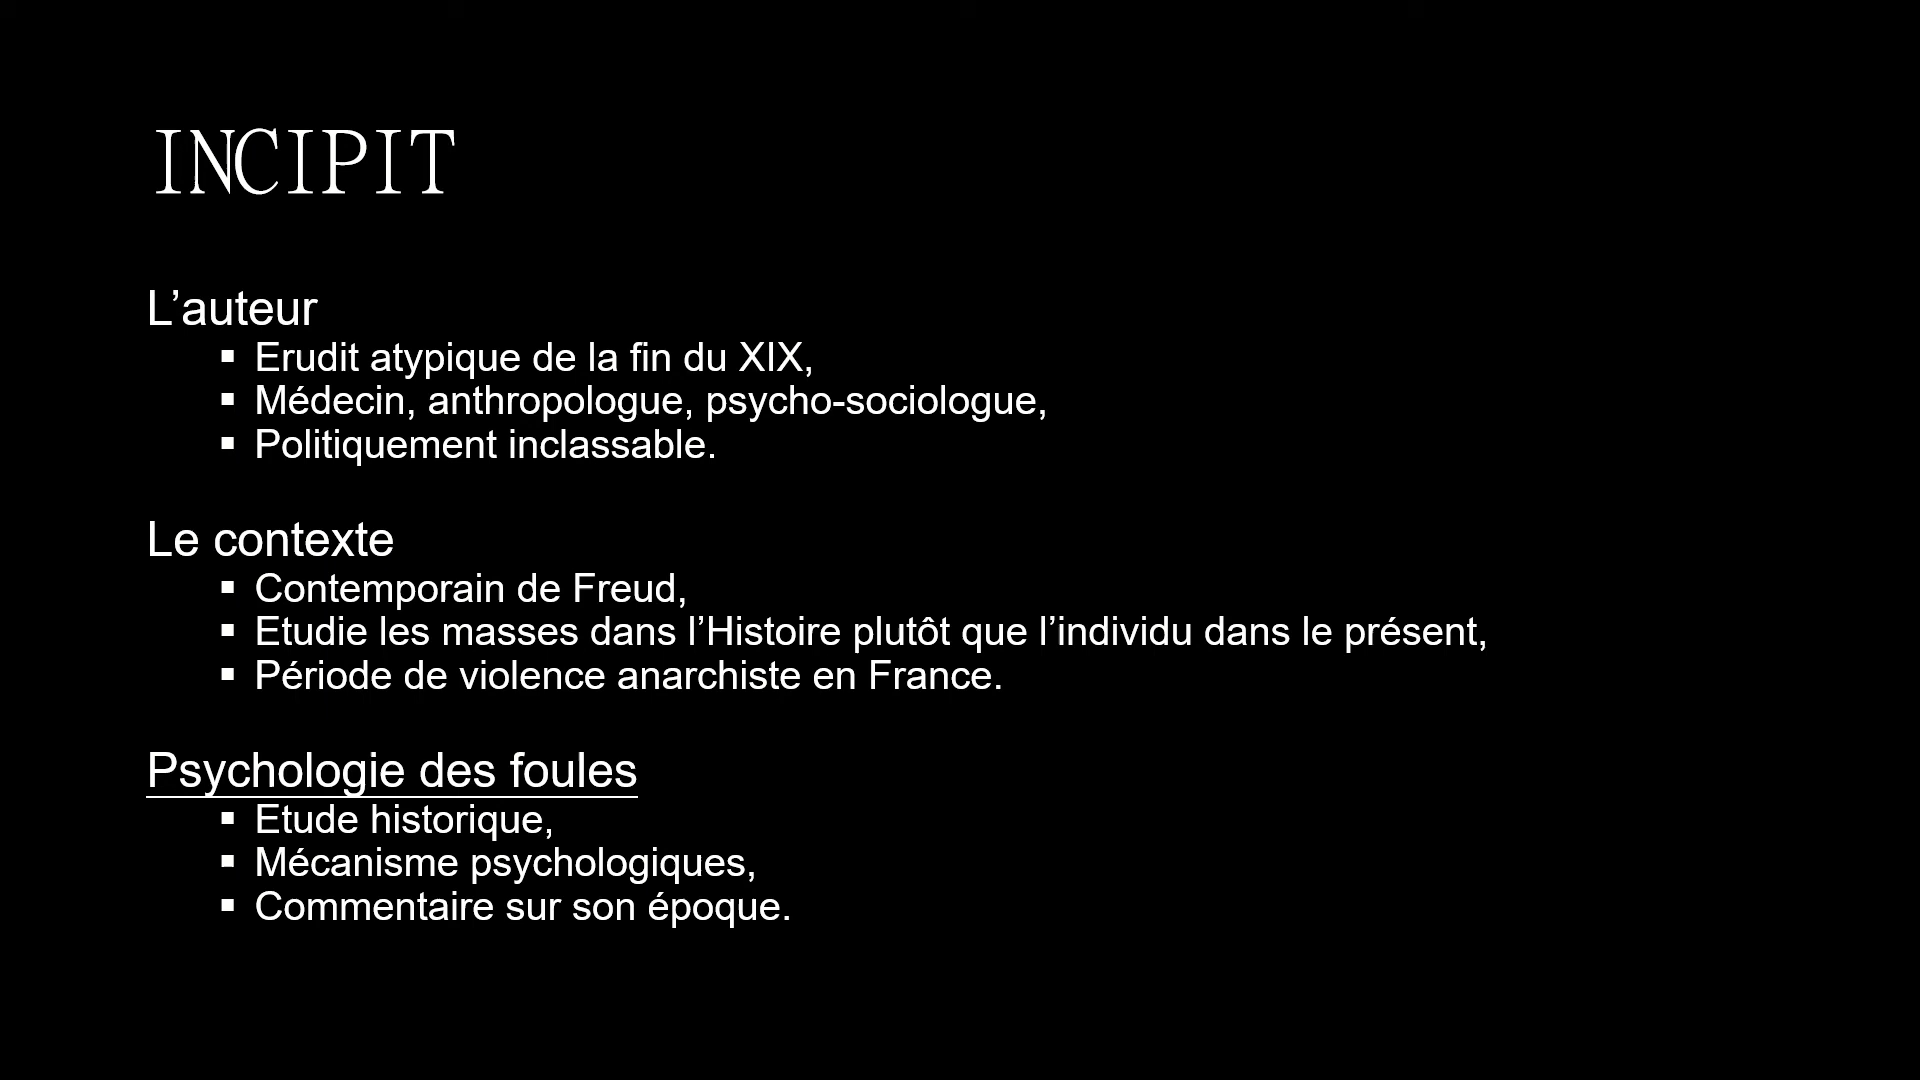 INCIPIT
L’auteur
▪ Erudit atypique de la fin du XIX,
▪ Médecin, anthropologue, psycho-sociologue,
▪ Politiquement inclassable.
Le contexte
▪ Contemporain de Freud,
▪ Etudie les masses dans l’Histoire plutôt que l’individu dans le présent,
▪ Période de violence anarchiste en France.
Psychologie des foules
▪ Etude historique,
▪ Mécanisme psychologiques,
▪ Commentaire sur son époque.